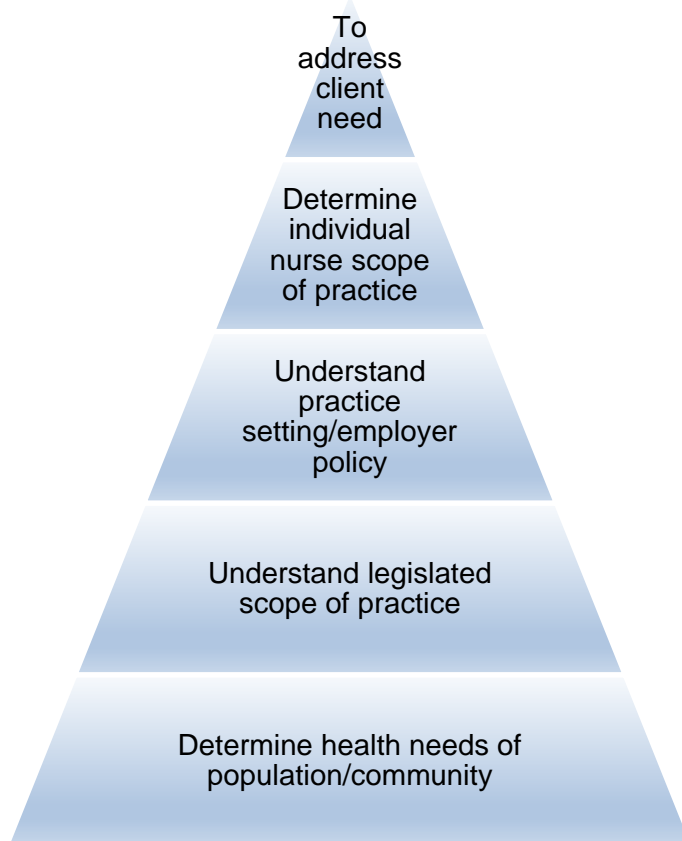 To
address
client
need
Determine
individual
nurse scope
of practice
Understand
practice
setting/employer
policy
Understand legislated
scope of practice
Determine health needs of
population/community